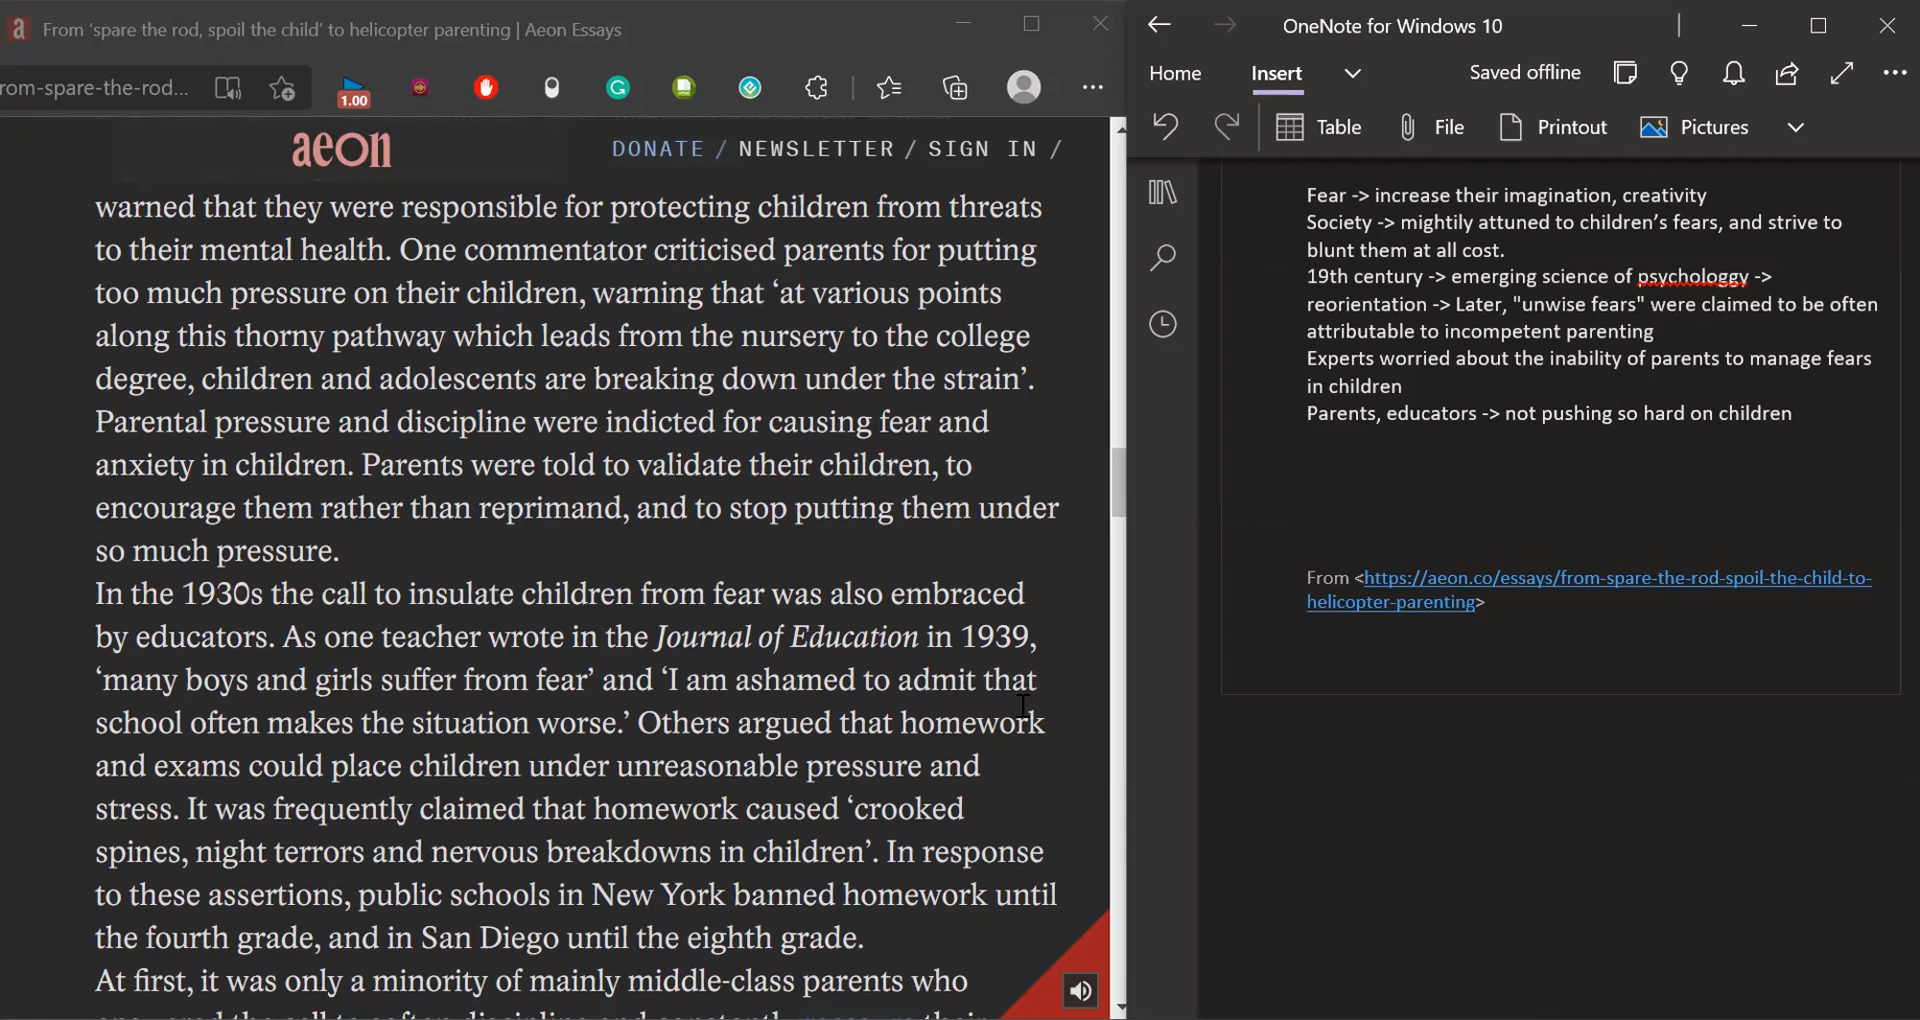 From ‘spare the rod, spoil the child’ to helicopter parenting | Aeon Essays
rom-spare-the-rod...
1.00
aeon
DONATE / NEWSLETTER / SIGN IN /
warned that they were responsible for protecting children from threats
to their mental health. One commentator criticised parents for putting
too much pressure on their children, warning that ‘at various points
along this thorny pathway which leads from the nursery to the college
degree, children and adolescents are breaking down under the strain’.
Parental pressure and discipline were indicted for causing fear and
anxiety in children. Parents were told to validate their children, to
encourage them rather than reprimand, and to stop putting them under
so much pressure.
In the 1930s the call to insulate children from fear was also embraced
by educators. As one teacher wrote in the Journal of Education in 1939,
‘many boys and girls suffer from fear’ and ‘I am ashamed to admit that
school often makes the situation worse.’ Others argued that homework
and exams could place children under unreasonable pressure and
stress. It was frequently claimed that homework caused ‘crooked
spines, night terrors and nervous breakdowns in children’. In response
to these assertions, public schools in New York banned homework until
the fourth grade, and in San Diego until the eighth grade.
At first, it was only a minority of mainly middle-class parents who
OneNote for Windows 10
Home Insert Saved offline
Table File Printout Pictures
Fear -> increase their imagination, creativity
Society -> mightily attuned to children’s fears, and strive to
blunt them at all cost.
19th century -> emerging science of psychologgy ->
reorientation -> Later, "unwise fears" were claimed to be often
attributable to incompetent parenting
Experts worried about the inability of parents to manage fears
in children
Parents, educators -> not pushing so hard on children
From <https://aeon.co/essays/from-spare-the-rod-spoil-the-child-to-
helicopter-parenting>